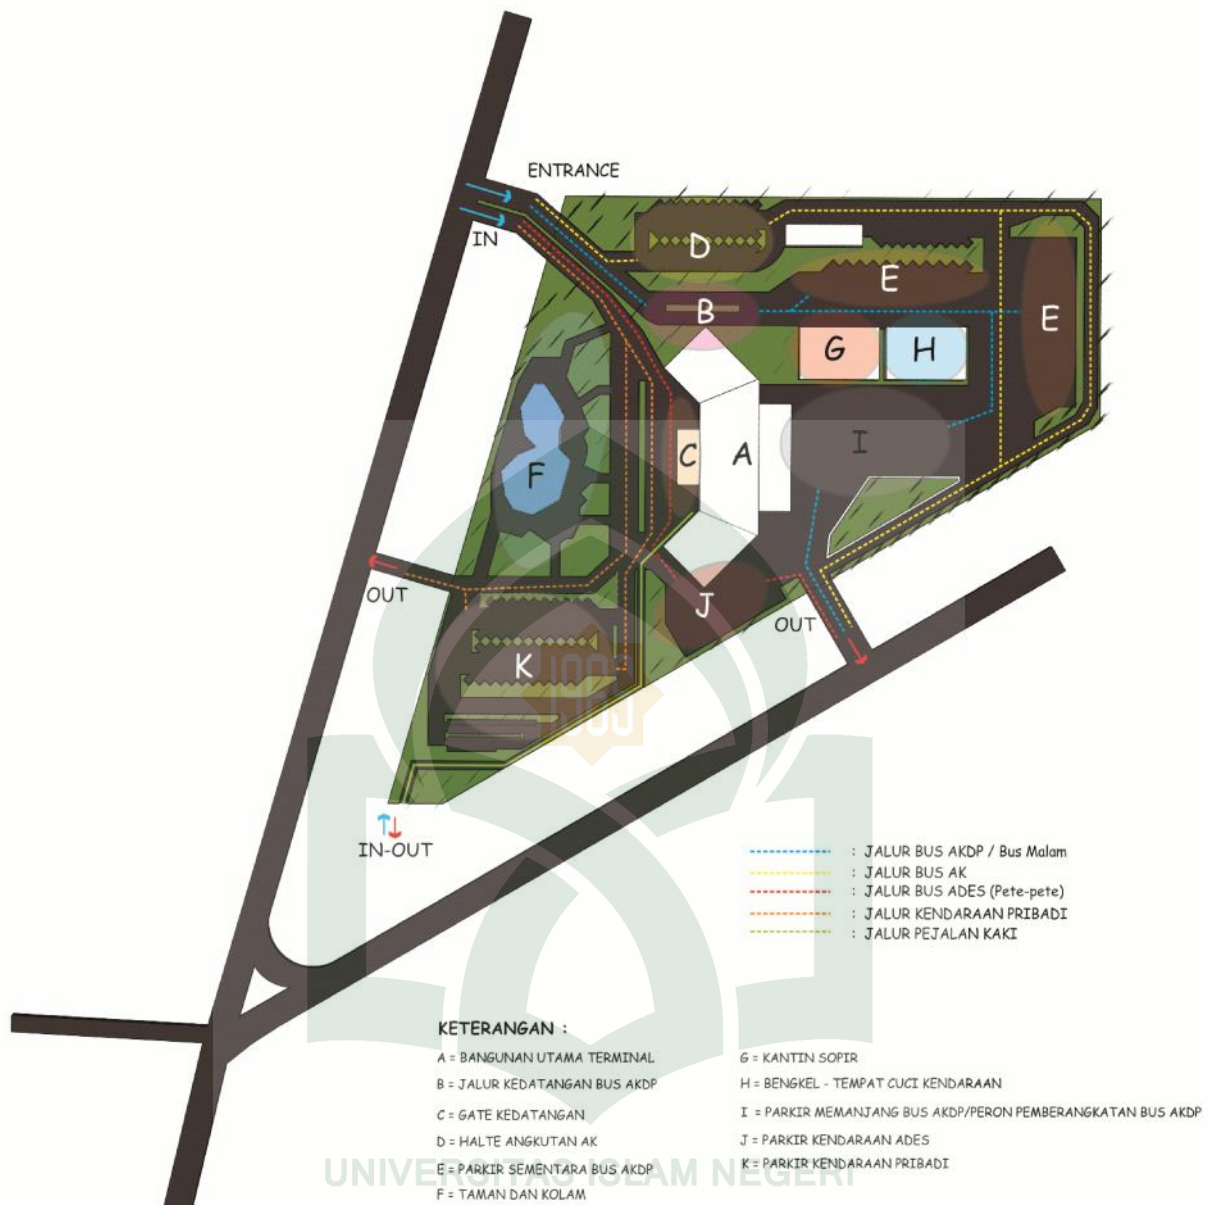 ENTRANCE
IN
D
E
B
E
G
H
C
A
I
F
OUT
J
OUT
K
1965
IN-OUT
: JALUR BUS AKDP / Bus Malam
: JALUR BUS AK
: JALUR BUS ADES (Pete-pete)
: JALUR KENDARAAN PRIBADI
: JALUR PEJALAN KAKI
KETERANGAN :
A = BANGUNAN UTAMA TERMINAL
B = JALUR KEDATANGAN BUS AKDP
C = GATE KEDATANGAN
D = HALTE ANGKUTAN AK
E = PARKIR SEMENTARA BUS AKDP
F = TAMAN DAN KOLAM
G = KANTIN SOPIR
H = BENGKEL - TEMPAT CUCI KENDARAAN
I = PARKIR MEMANJANG BUS AKDP/PERON PEMBERANGKATAN BUS AKDP
J = PARKIR KENDARAAN ADES
K = PARKIR KENDARAAN PRIBADI
UNIVERSITAS ISLAM NEGERI